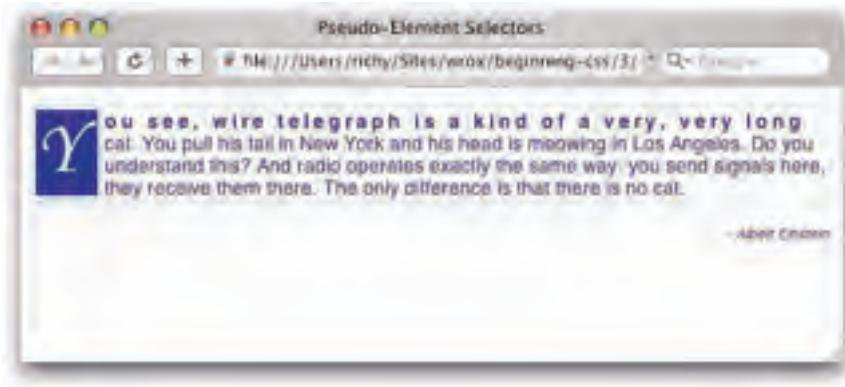 Pseudo-Element Selectors
file:///Users/richy/Sites/wrox/beginning-css/3/
You see, wire telegraph is a kind of a very, very long
cat. You pull his tail in New York and his head is meowing in Los Angeles. Do you
understand this? And radio operates exactly the same way: you send signals here,
they receive them there. The only difference is that there is no cat.
- Albert Einstein